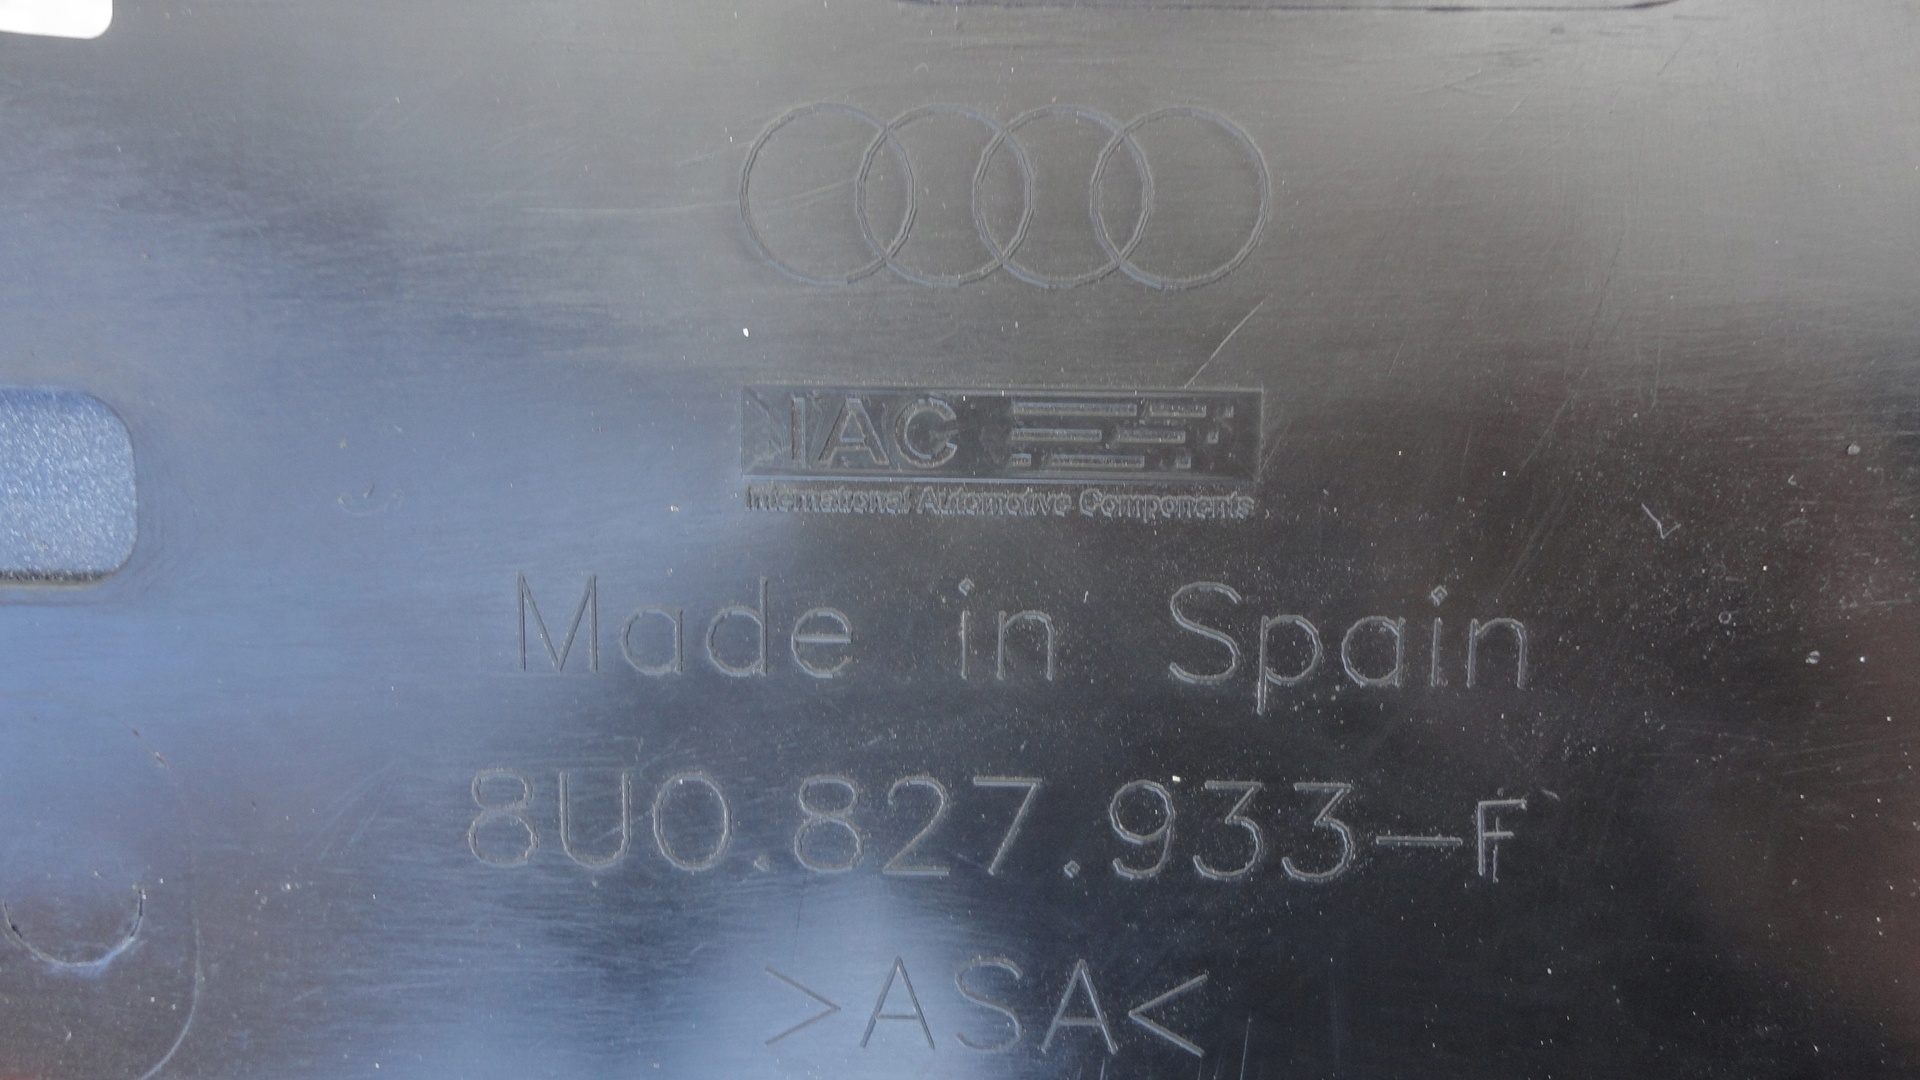 IAC
International Automotive Components
Made in Spain
8U0.827.933-F
>ASA<